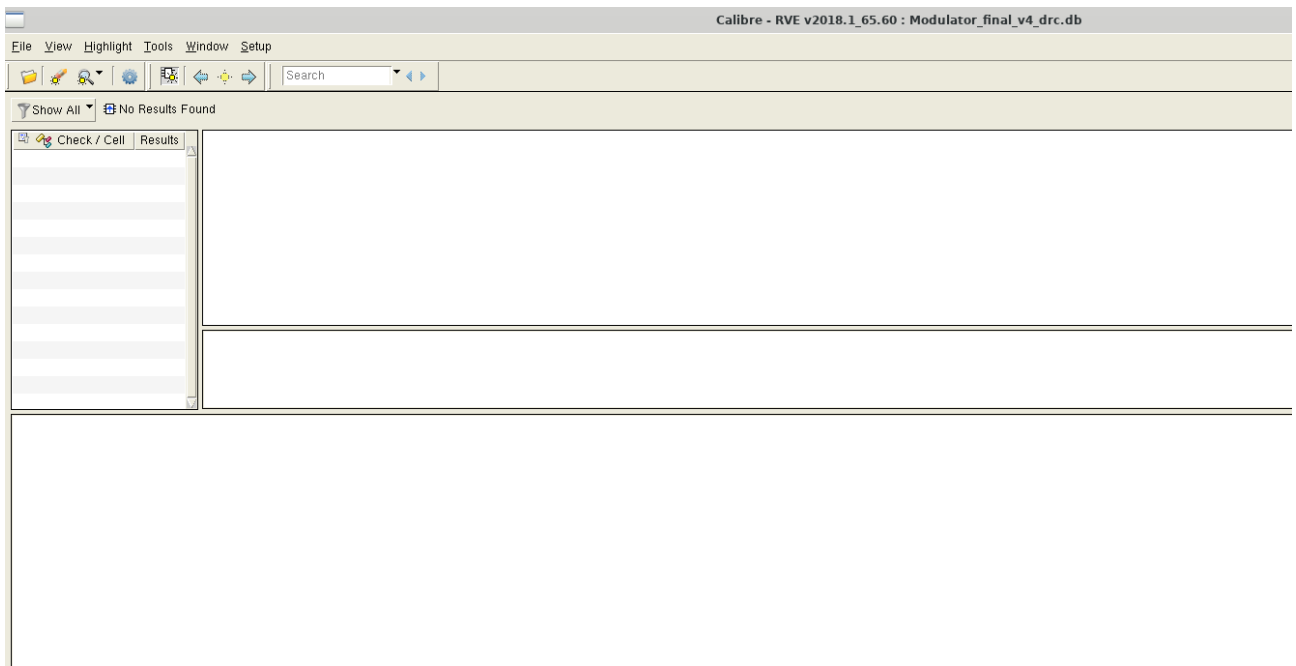 Calibre - RVE v2018.1_65.60 : Modulator_final_v4_drc.db
File View Highlight Tools Window Setup
Search
Show All No Results Found
Check / Cell Results